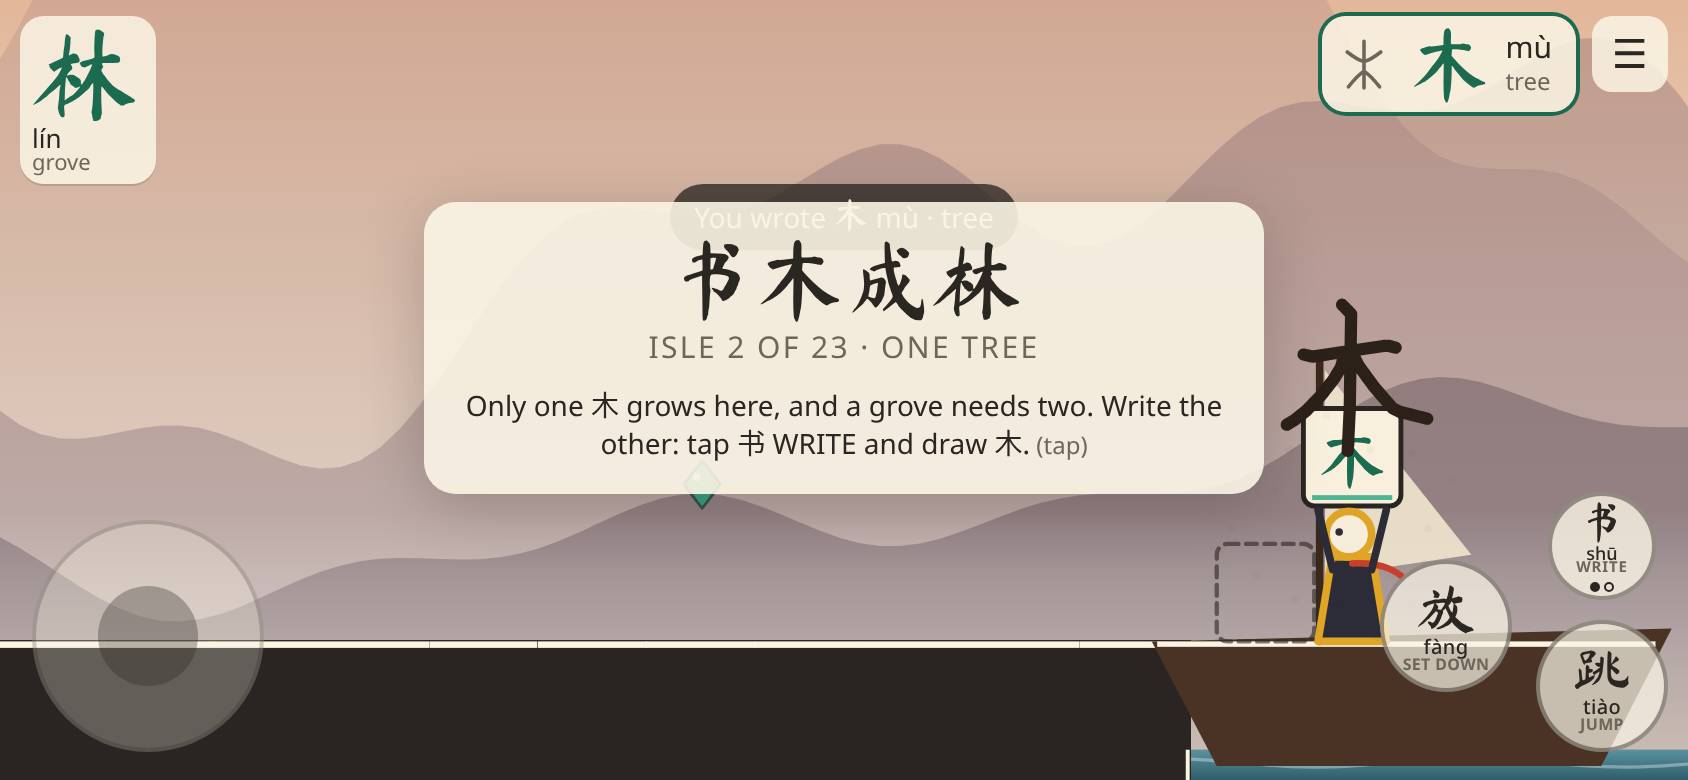 林
lín
grove
木 mù
tree
☰
You wrote 木 mù · tree
书木成林
ISLE 2 OF 23 · ONE TREE
Only one 木 grows here, and a grove needs two. Write the
other: tap 书 WRITE and draw 木. (tap)
木
木
书
shū
WRITE
放
fàng
SET DOWN
跳
tiào
JUMP